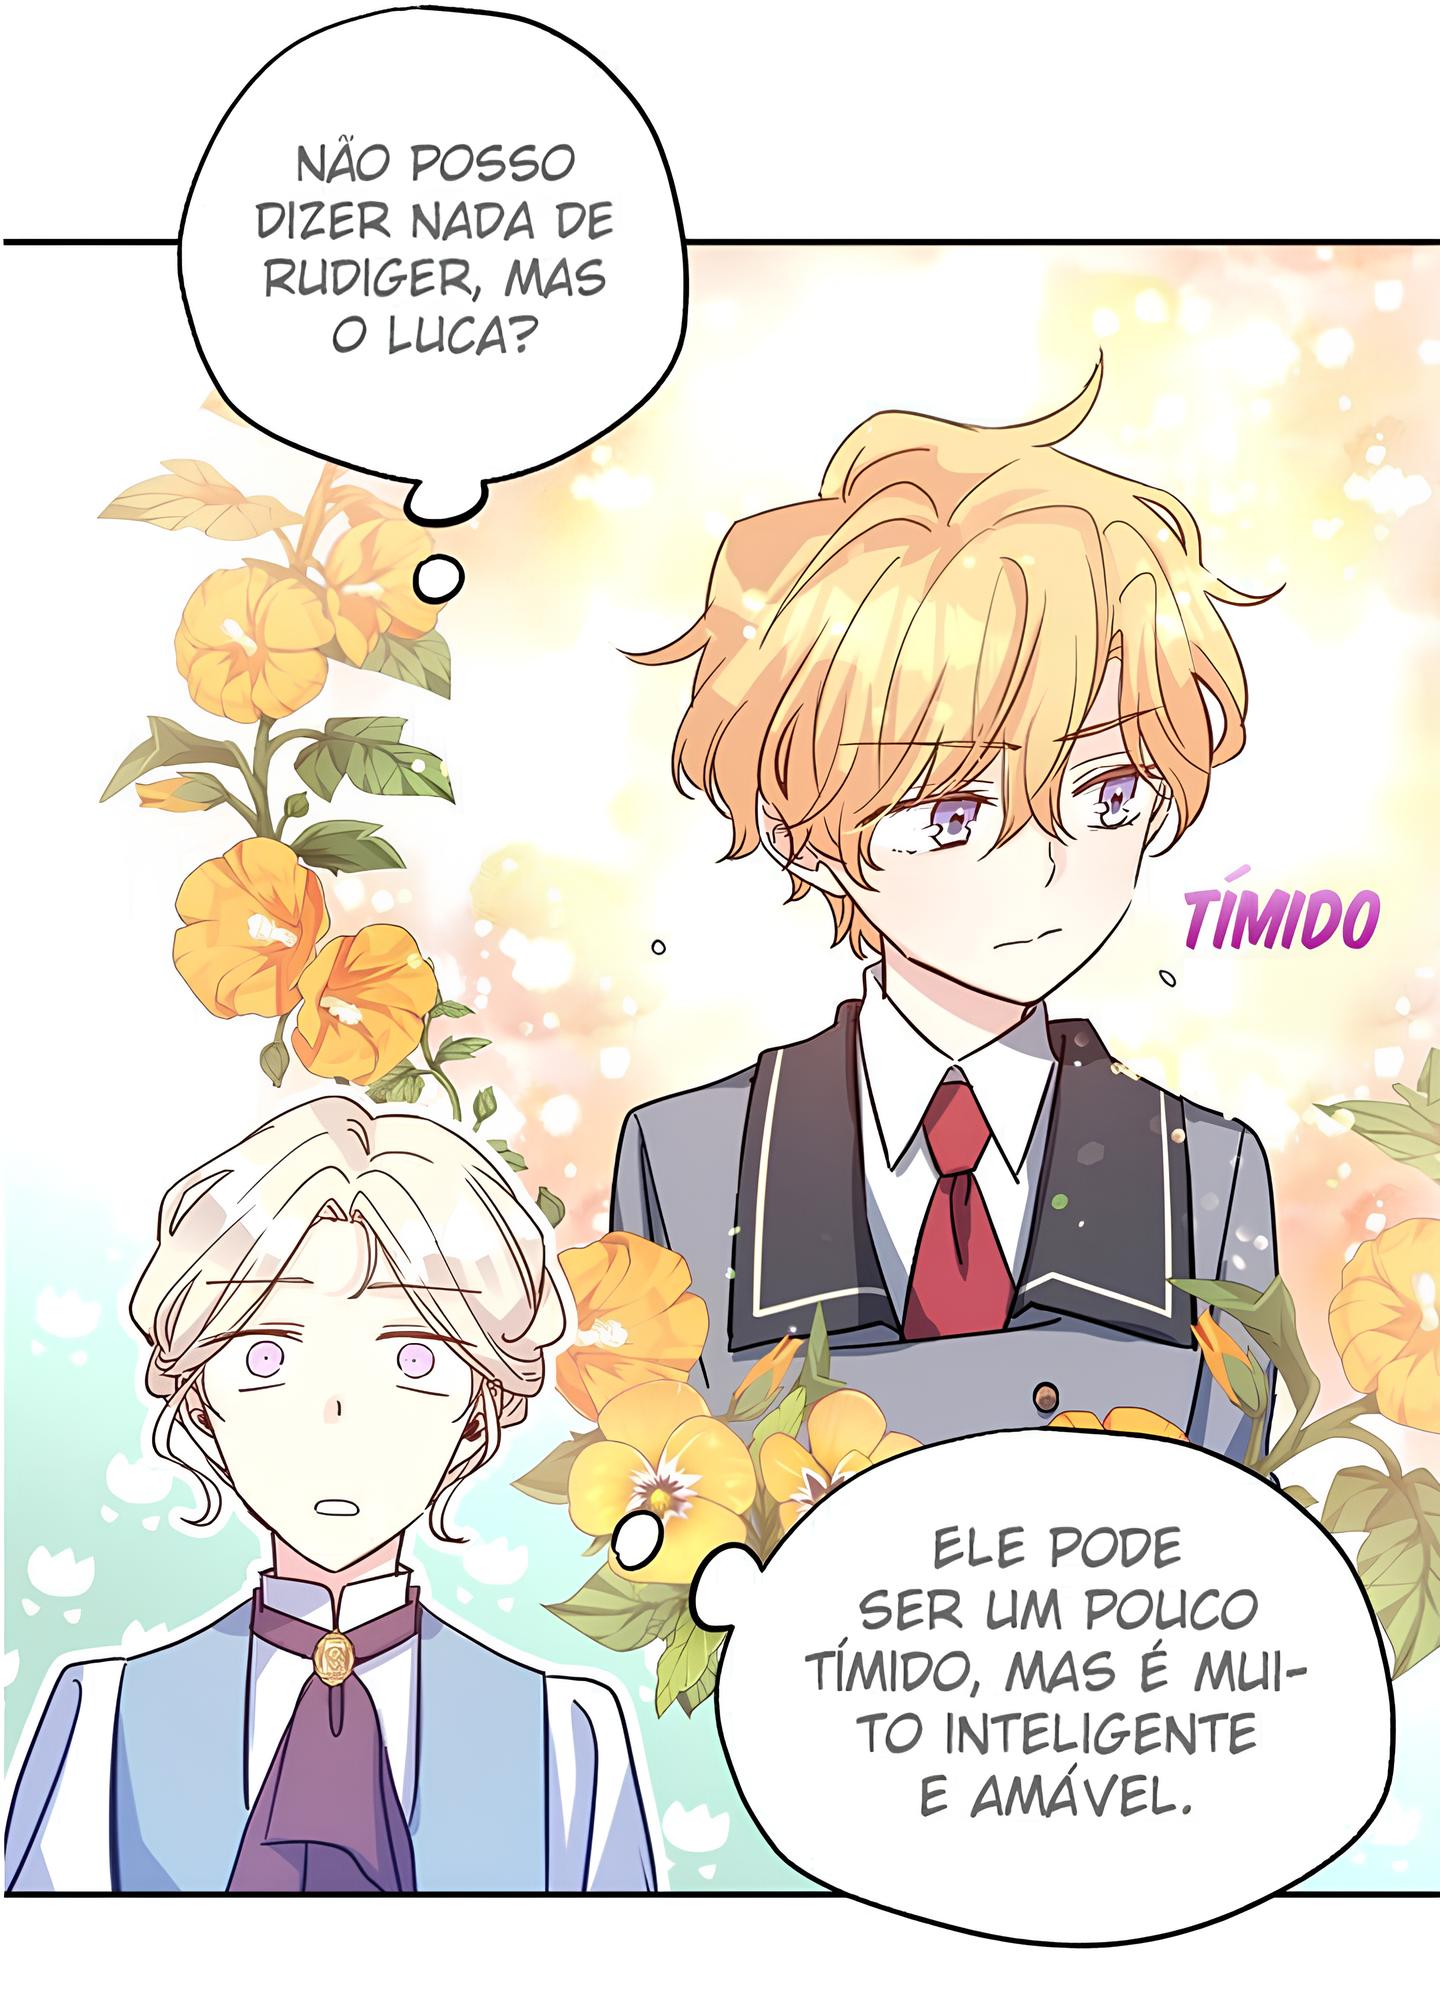 NÃO POSSO
DIZER NADA DE
RUDIGER, MAS
O LUCA?
TÍMIDO
ELE PODE
SER UM POUCO
TÍMIDO, MAS É MUI-
TO INTELIGENTE
E AMÁVEL.